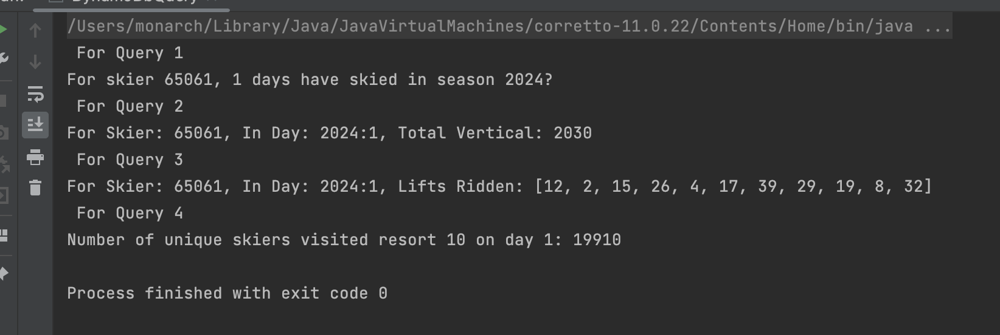 DynamoDbQuery
/Users/monarch/Library/Java/JavaVirtualMachines/corretto-11.0.22/Contents/Home/bin/java ...
For Query 1
For skier 65061, 1 days have skied in season 2024?
For Query 2
For Skier: 65061, In Day: 2024:1, Total Vertical: 2030
For Query 3
For Skier: 65061, In Day: 2024:1, Lifts Ridden: [12, 2, 15, 26, 4, 17, 39, 29, 19, 8, 32]
For Query 4
Number of unique skiers visited resort 10 on day 1: 19910
Process finished with exit code 0